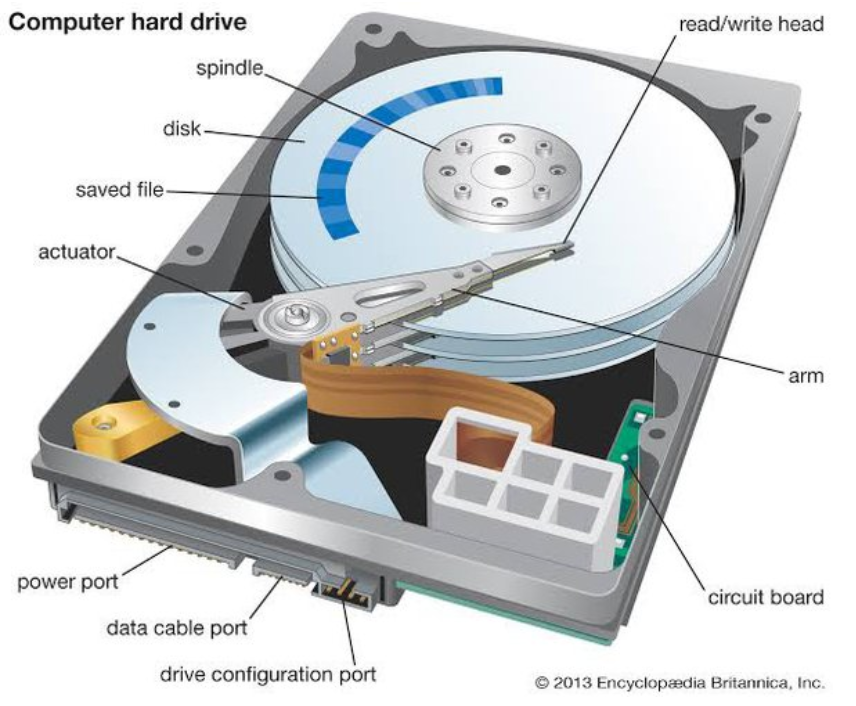 Computer hard drive
read/write head
spindle
disk
saved file
actuator
arm
power port
circuit board
data cable port
drive configuration port
© 2013 Encyclopædia Britannica, Inc.